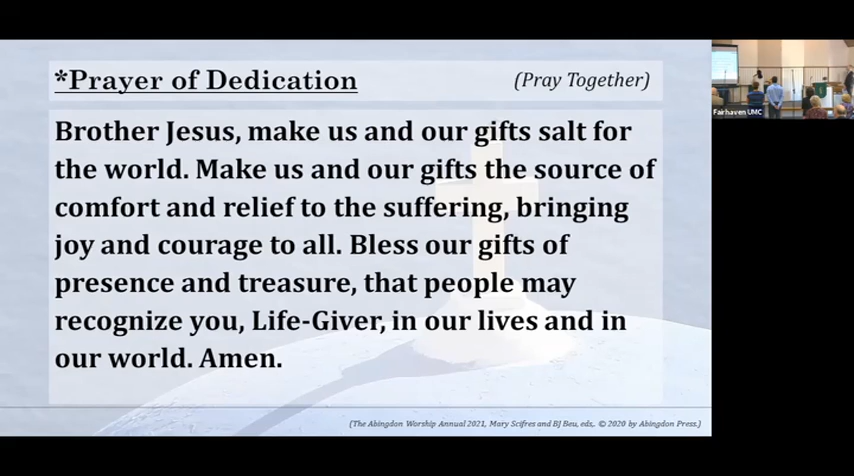 *Prayer of Dedication
(Pray Together)
Brother Jesus, make us and our gifts salt for
the world. Make us and our gifts the source of
comfort and relief to the suffering, bringing
joy and courage to all. Bless our gifts of
presence and treasure, that people may
recognize you, Life-Giver, in our lives and in
our world. Amen.
(The Abingdon Worship Annual 2021, Mary Scifres and BJ Beu, eds,. © 2020 by Abingdon Press.)
Fairhaven UMC